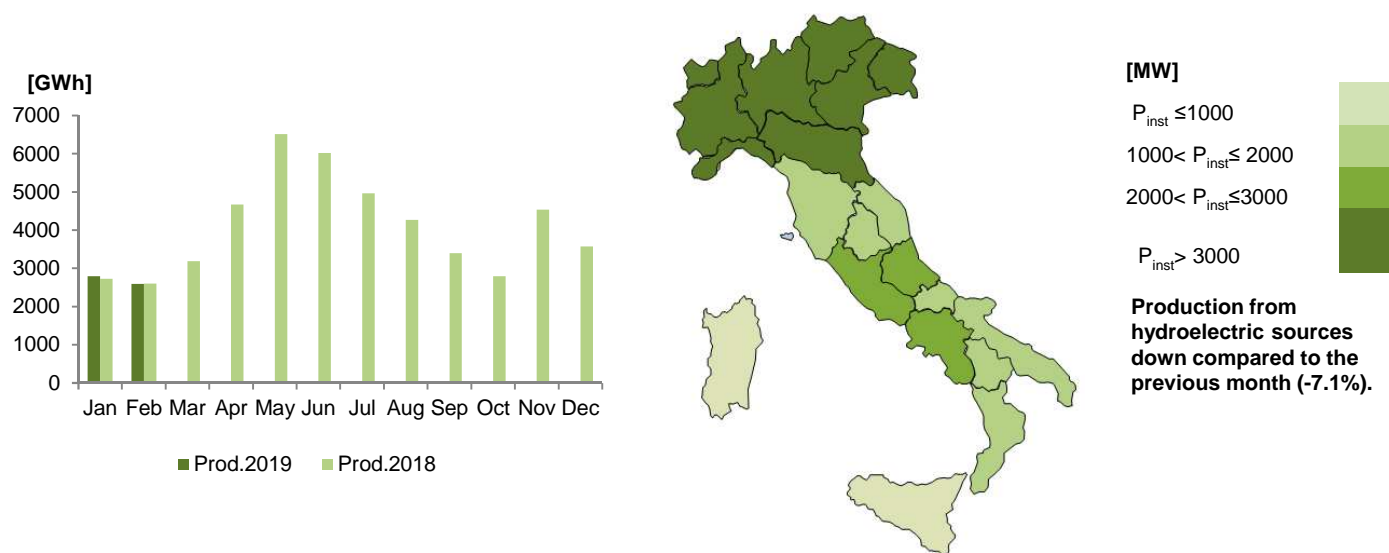 [GWh]
7000
6000
5000
4000
3000
2000
1000
0
Jan Feb Mar Apr May Jun Jul Aug Sep Oct Nov Dec
Prod.2019 Prod.2018
[MW]
Pinst ≤1000
1000< Pinst≤ 2000
2000< Pinst≤3000
Pinst> 3000
Production from
hydroelectric sources
down compared to the
previous month (-7.1%).